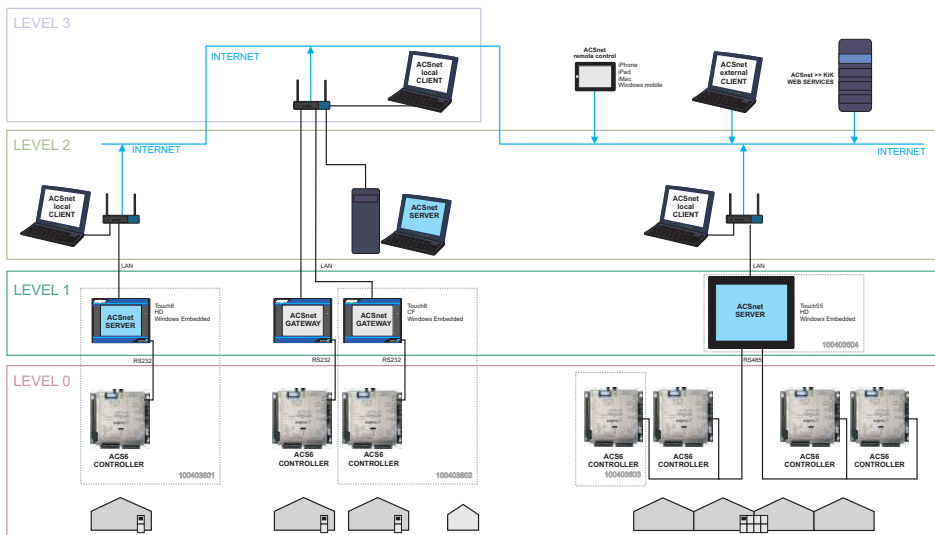 LEVEL 3
INTERNET
ACSnet
local
CLIENT
ACSnet
remote control
iPhone
iPad
iMac
Windows mobile
ACSnet
external
CLIENT
ACSnet >> KiK
WEB SERVICES
LEVEL 2
INTERNET
INTERNET
ACSnet
local
CLIENT
ACSnet
SERVER
ACSnet
local
CLIENT
LAN
LAN
LEVEL 1
ACSnet
SERVER
Touch8
HD
Windows Embedded
ACSnet
GATEWAY
ACSnet
GATEWAY
Touch8
CF
Windows Embedded
ACSnet
SERVER
Touch55
HD
Windows Embedded
100403604
RS232
RS232
RS232
RS485
LEVEL 0
ACS6
CONTROLLER
100403601
ACS6
CONTROLLER
ACS6
CONTROLLER
100403602
ACS6
CONTROLLER
100403603
ACS6
CONTROLLER
ACS6
CONTROLLER
ACS6
CONTROLLER